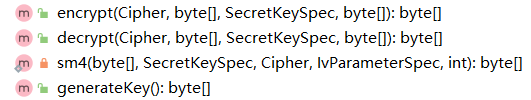 m encrypt(Cipher, byte[], SecretKeySpec, byte[]): byte[]
m decrypt(Cipher, byte[], SecretKeySpec, byte[]): byte[]
m sm4(byte[], SecretKeySpec, Cipher, IvParameterSpec, int): byte[]
m generateKey(): byte[]